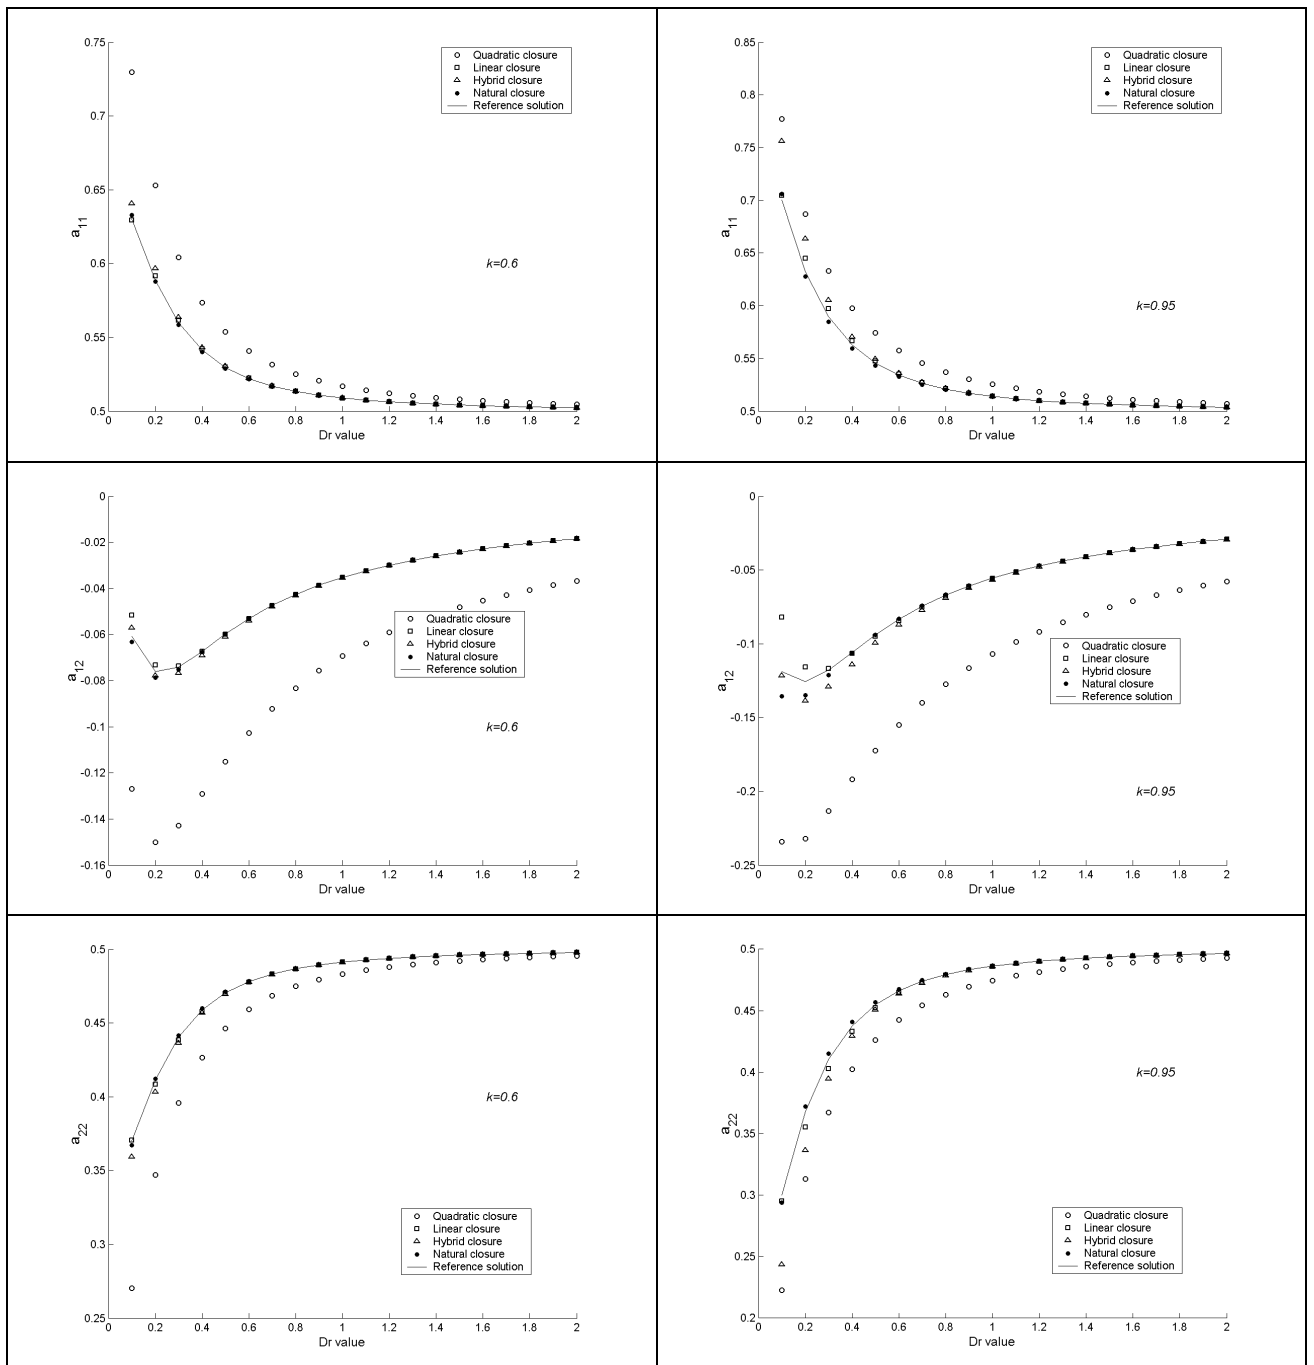 0.75
0.7
0.65
0.6
0.55
0.5
a11
0 0.2 0.4 0.6 0.8 1.0 1.2 1.4 1.6 1.8 2
Dr value
Quadratic closure
Linear closure
Hybrid closure
Natural closure
Reference solution
k=0.6
0.85
0.8
0.75
0.7
0.65
0.6
0.55
0.5
a11
0 0.2 0.4 0.6 0.8 1 1.2 1.4 1.6 1.8 2
Dr value
Quadratic closure
Linear closure
Hybrid closure
Natural closure
Reference solution
k=0.95
0
-0.02
-0.04
-0.06
-0.08
-0.1
-0.12
-0.14
-0.16
a12
0 0.2 0.4 0.6 0.8 1 1.2 1.4 1.6 1.8 2
Dr value
Quadratic closure
Linear closure
Hybrid closure
Natural closure
Reference solution
k=0.6
0
-0.05
-0.1
-0.15
-0.2
-0.25
a12
0 0.2 0.4 0.6 0.8 1 1.2 1.4 1.6 1.8 2
Dr value
Quadratic closure
Linear closure
Hybrid closure
Natural closure
Reference solution
k=0.95
0.5
0.45
0.4
0.35
0.3
0.25
a22
0 0.2 0.4 0.6 0.8 1 1.2 1.4 1.6 1.8 2
Dr value
k=0.6
Quadratic closure
Linear closure
Hybrid closure
Natural closure
Reference solution
0.5
0.45
0.4
0.35
0.3
0.25
0.2
a22
0 0.2 0.4 0.6 0.8 1 1.2 1.4 1.6 1.8 2
Dr value
k=0.95
Quadratic closure
Linear closure
Hybrid closure
Natural closure
Reference solution